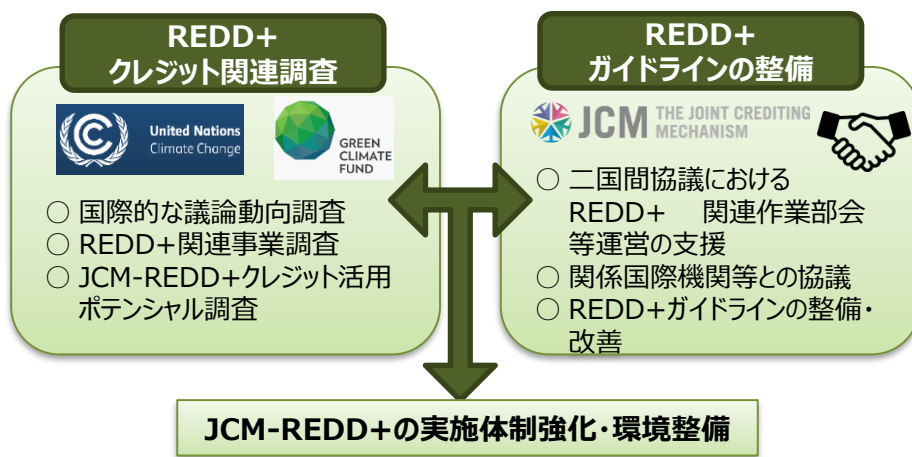 REDD+
クレジット関連調査
United Nations
Climate Change
GREEN
CLIMATE
FUND
○ 国際的な議論動向調査
○ REDD+関連事業調査
○ JCM-REDD+クレジット活用
ポテンシャル調査
REDD+
ガイドラインの整備
JCM THE JOINT CREDITING
MECHANISM
○ 二国間協議における
REDD+ 関連作業部会
等運営の支援
○ 関係国際機関等との協議
○ REDD+ガイドラインの整備・
改善
JCM-REDD+の実施体制強化・環境整備